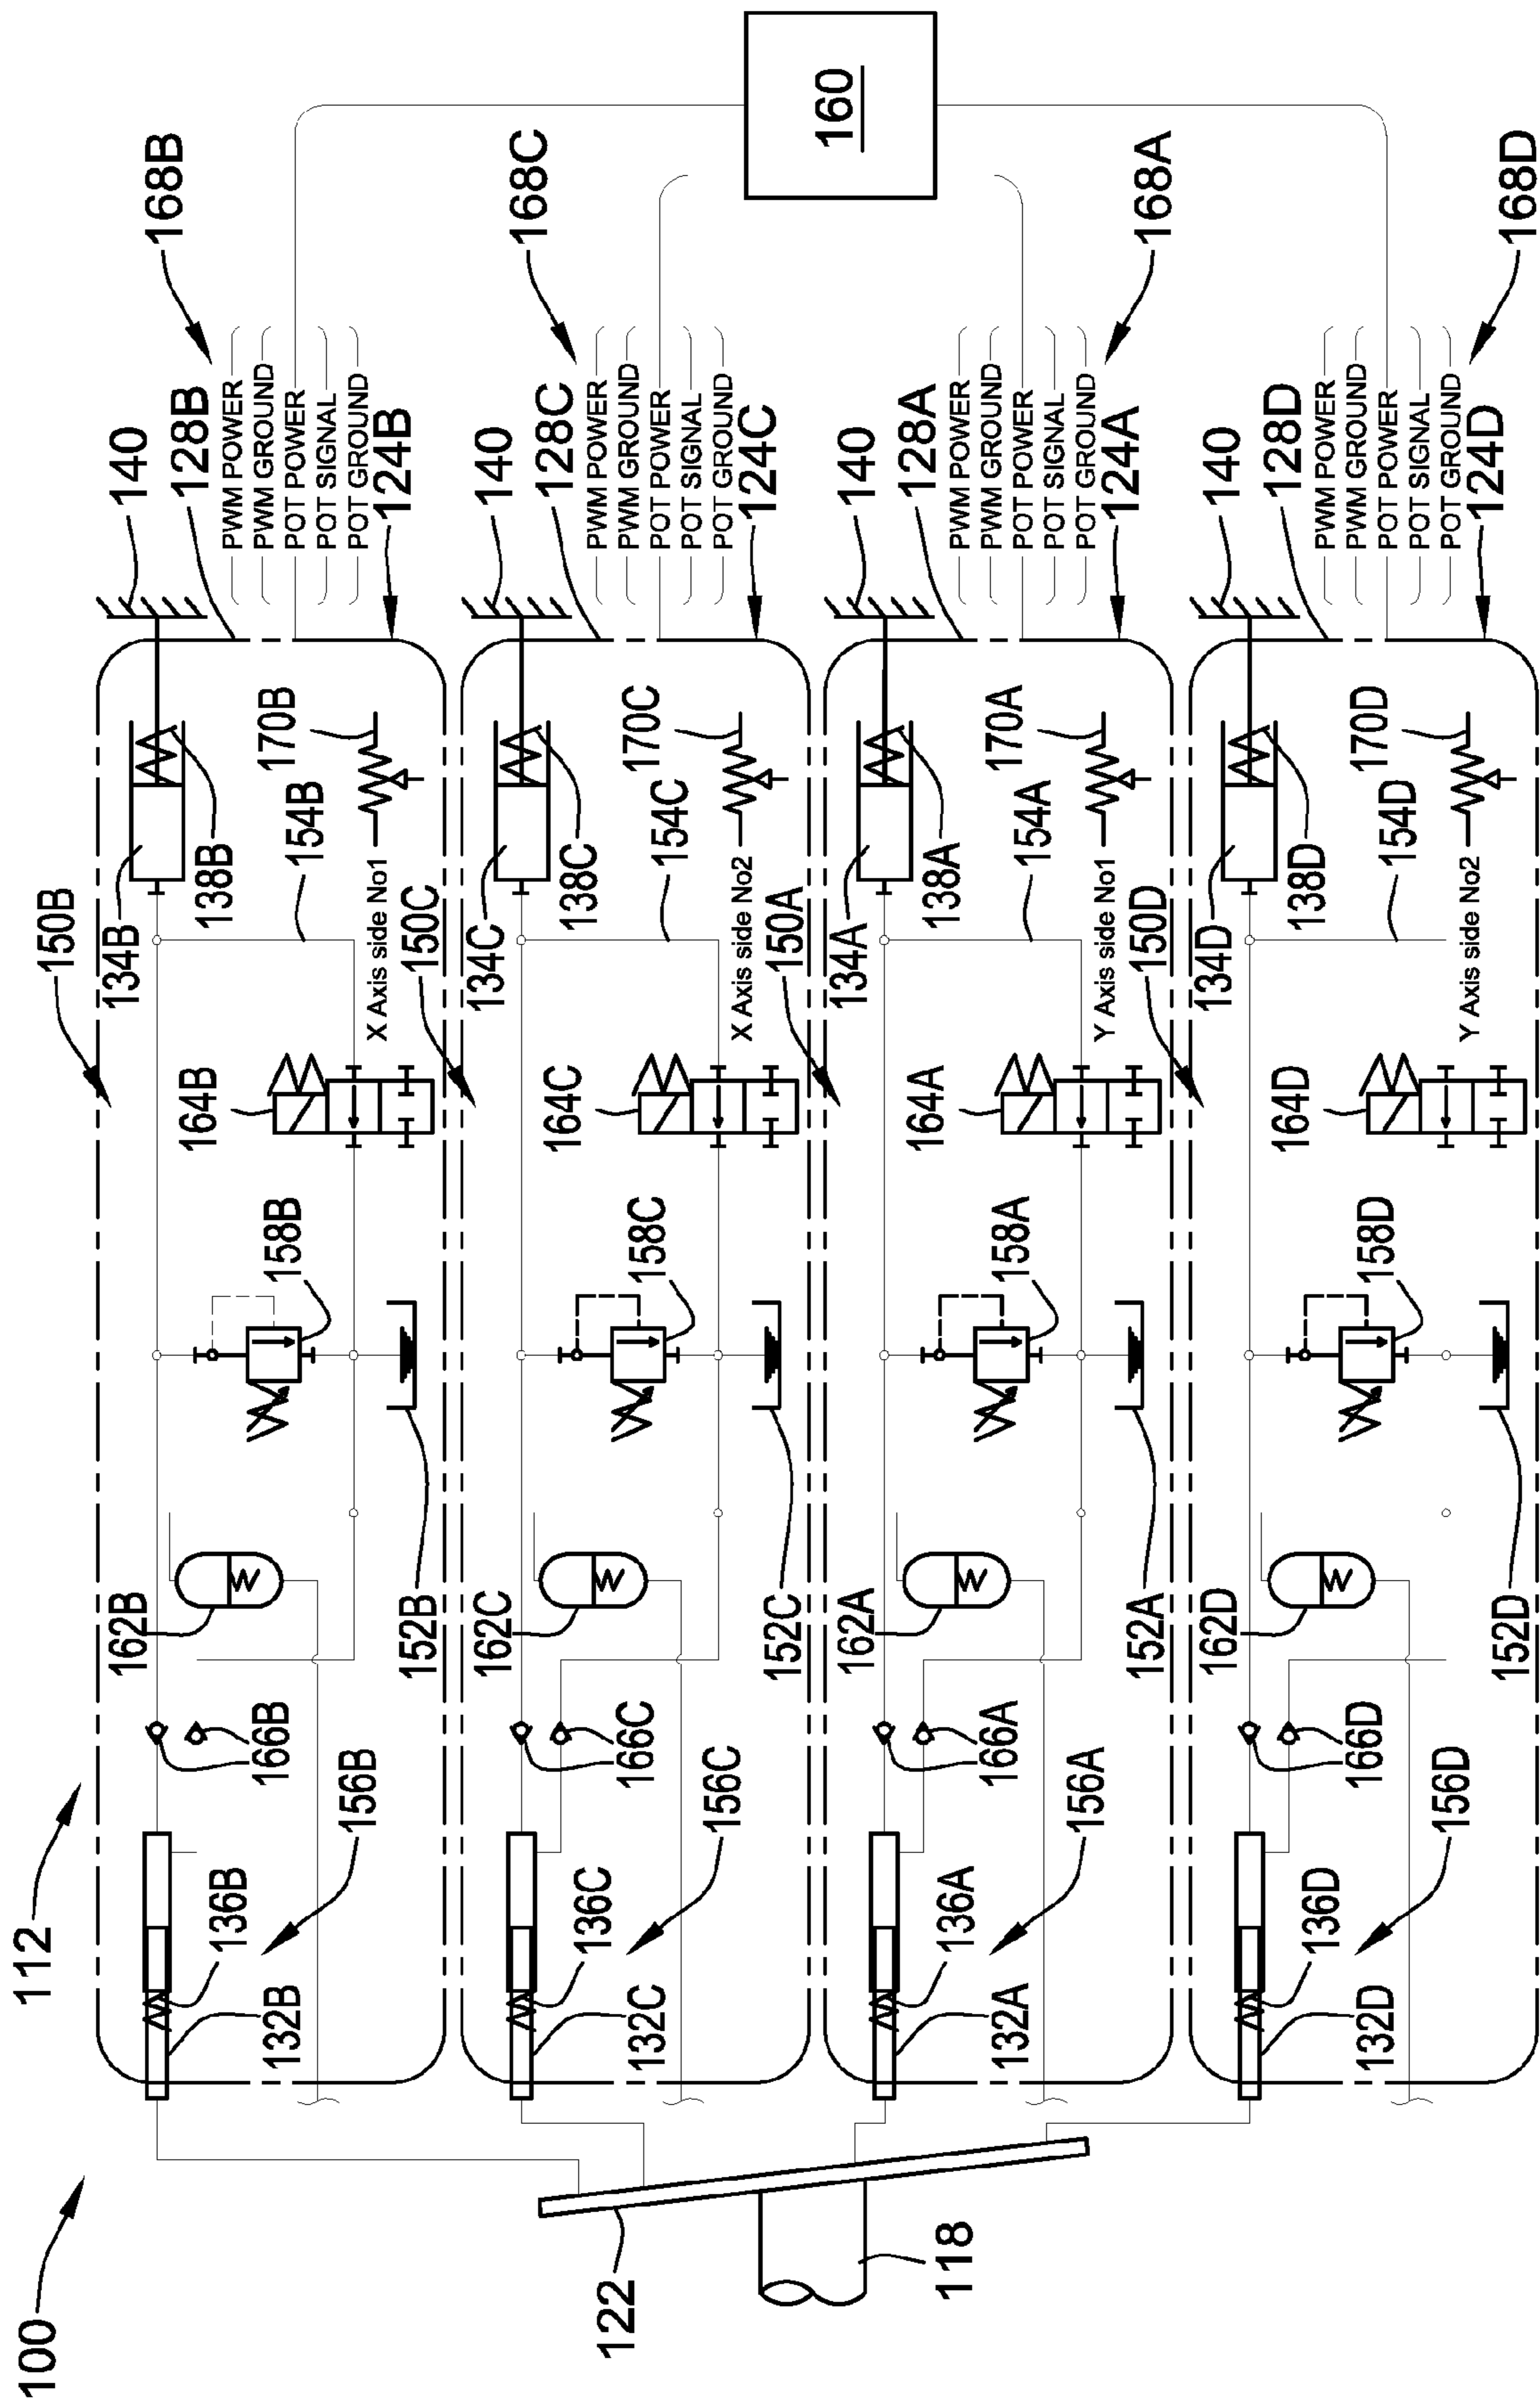 100
112
150B
134B
138B
154B
170B
140
128B
168B
PWM POWER
PWM GROUND
POT POWER
POT SIGNAL
POT GROUND
124B
X Axis side No1
164B
158B
162B
152B
166B
156B
136B
132B
150C
134C
138C
154C
170C
140
128C
168C
PWM POWER
PWM GROUND
POT POWER
POT SIGNAL
POT GROUND
124C
X Axis side No2
164C
158C
162C
152C
166C
156C
136C
132C
160
150A
134A
138A
154A
170A
140
128A
168A
PWM POWER
PWM GROUND
POT POWER
POT SIGNAL
POT GROUND
124A
Y Axis side No1
164A
158A
162A
152A
166A
156A
136A
132A
150D
134D
138D
154D
170D
140
128D
168D
PWM POWER
PWM GROUND
POT POWER
POT SIGNAL
POT GROUND
124D
Y Axis side No2
164D
158D
162D
152D
166D
156D
136D
132D
122
118